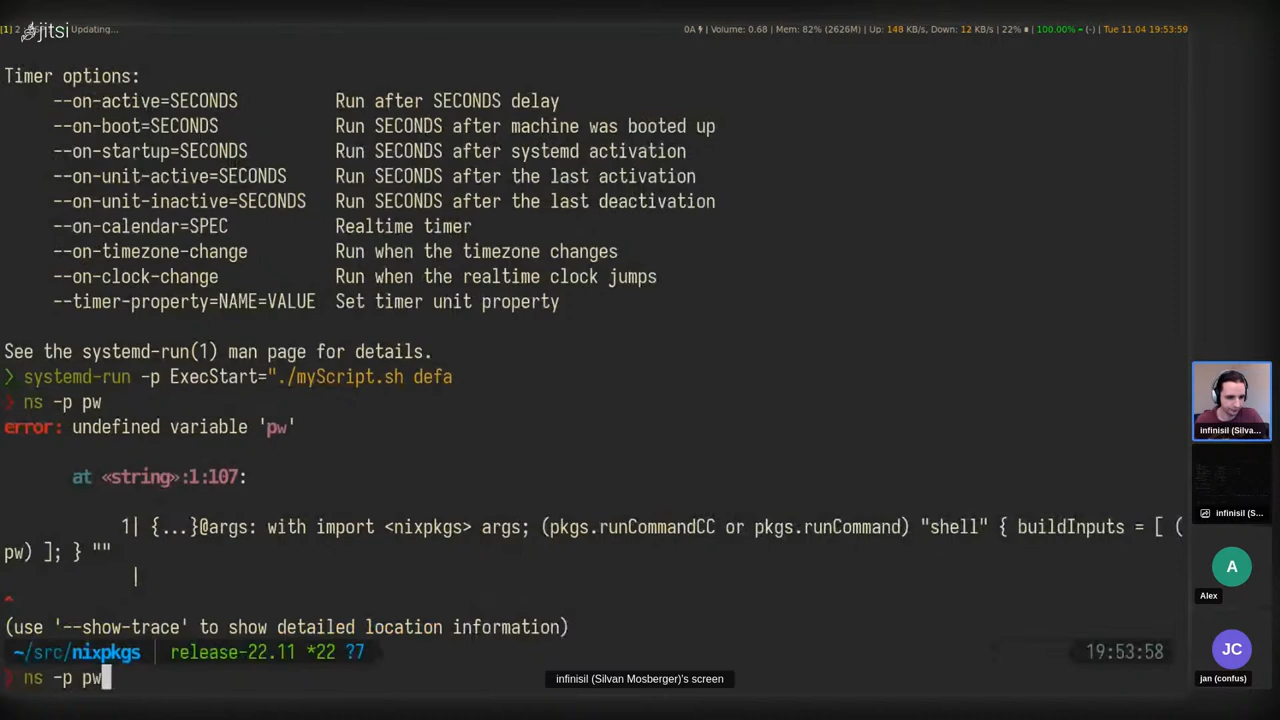 [1] 2 jitsi Updating... 0A Volume: 0.68 | Mem: 82% (2626M) | Up: 148 KB/s, Down: 12 KB/s | 22% | 100.00% = (-) | Tue 11.04 19:53:59
Timer options:
--on-active=SECONDS Run after SECONDS delay
--on-boot=SECONDS Run SECONDS after machine was booted up
--on-startup=SECONDS Run SECONDS after systemd activation
--on-unit-active=SECONDS Run SECONDS after the last activation
--on-unit-inactive=SECONDS Run SECONDS after the last deactivation
--on-calendar=SPEC Realtime timer
--on-timezone-change Run when the timezone changes
--on-clock-change Run when the realtime clock jumps
--timer-property=NAME=VALUE Set timer unit property
See the systemd-run(1) man page for details.
> systemd-run -p ExecStart="./myScript.sh defa
> ns -p pw
error: undefined variable 'pw'
at «string»:1:107:
1| {...}@args: with import <nixpkgs> args; (pkgs.runCommandCC or pkgs.runCommand) "shell" { buildInputs = [ (
pw) ]; } ""
|
^
(use '--show-trace' to show detailed location information)
~/src/nixpkgs | release-22.11 *22 ?7 19:53:58
> ns -p pw
infinisil (Silvan Mosberger)'s screen
infinisil (Silva...
infinisil (S...
A
Alex
JC
jan (confus)